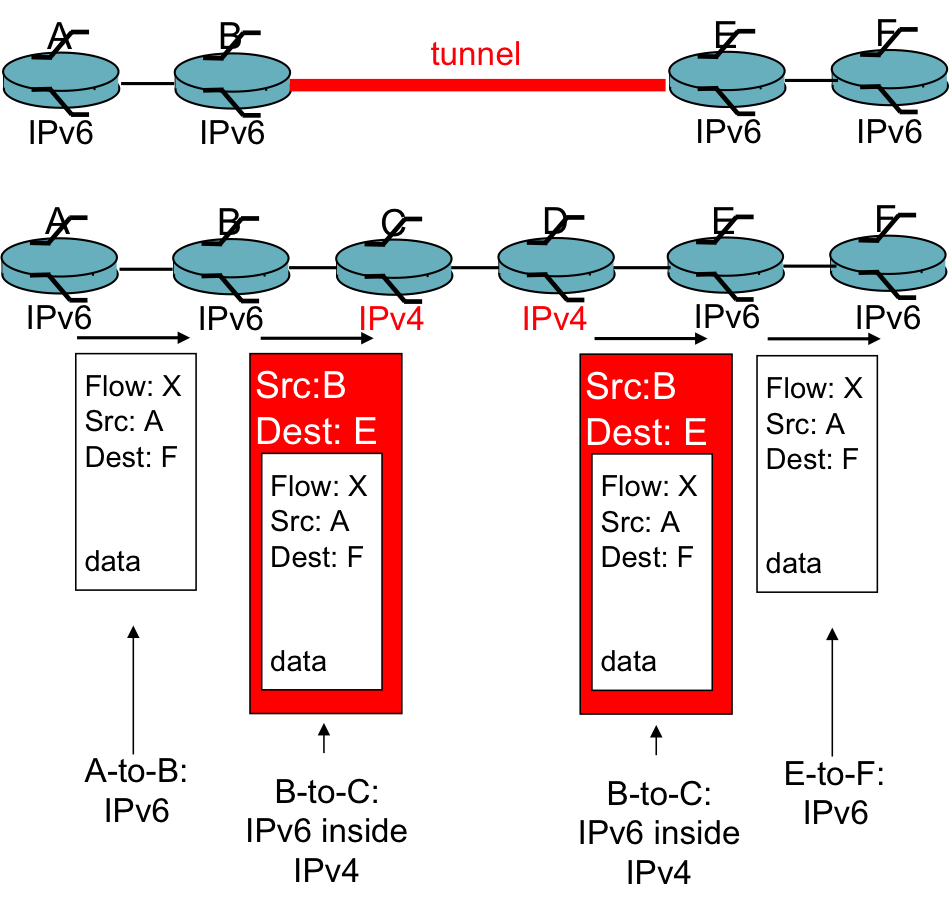 A
B
tunnel
E
F
IPv6
IPv6
IPv6
IPv6
A
B
C
D
E
F
IPv6
IPv6
IPv4
IPv4
IPv6
IPv6
Flow: X
Src: A
Dest: F
data
Src:B
Dest: E
Flow: X
Src: A
Dest: F
data
Src:B
Dest: E
Flow: X
Src: A
Dest: F
data
Flow: X
Src: A
Dest: F
data
A-to-B:
IPv6
B-to-C:
IPv6 inside
IPv4
B-to-C:
IPv6 inside
IPv4
E-to-F:
IPv6